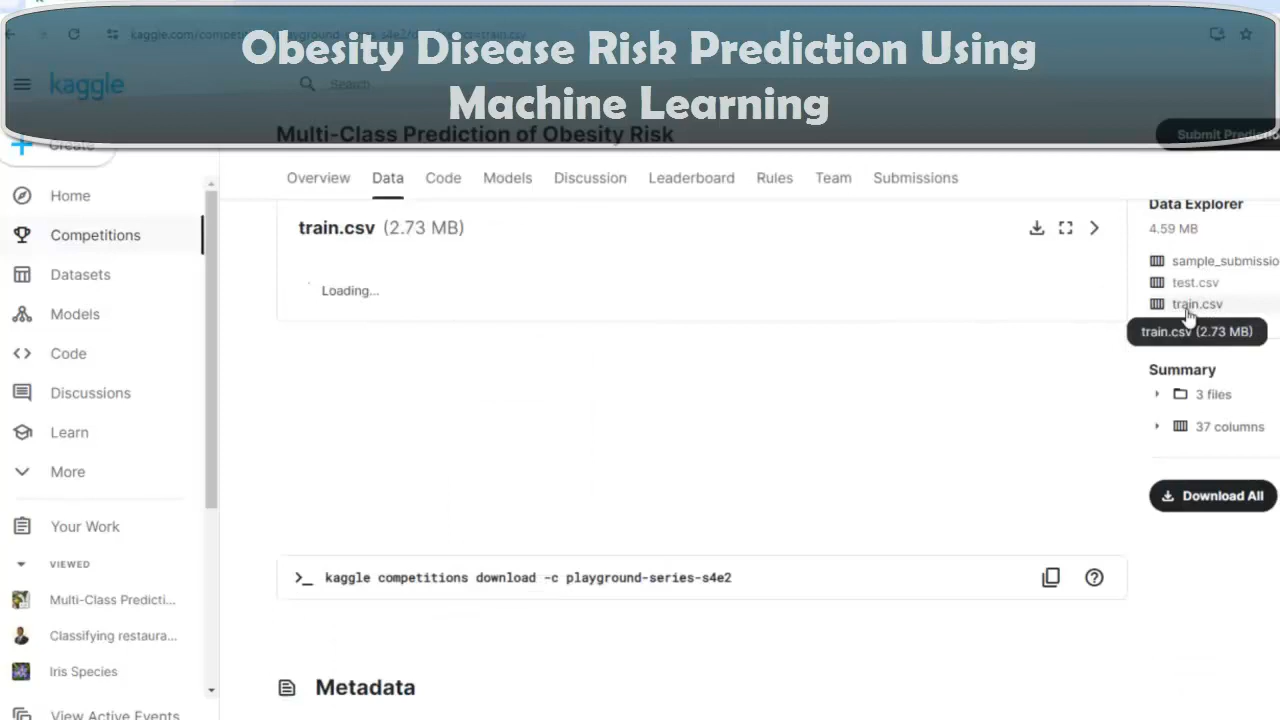 Obesity Disease Risk Prediction Using
Machine Learning
kaggle
Search
Multi-Class Prediction of Obesity Risk
Submit
Create
Overview Data Code Models Discussion Leaderboard Rules Team Submissions
Home
Competitions
Datasets
Models
Code
Discussions
Learn
More
Your Work
VIEWED
Multi-Class Predicti...
Classifying restaura...
Iris Species
View Active Events
train.csv (2.73 MB)
Loading...
Data Explorer
4.59 MB
sample_submissio
test.csv
train.csv
train.csv (2.73 MB)
Summary
3 files
37 columns
Download All
kaggle competitions download -c playground-series-s4e2
Metadata